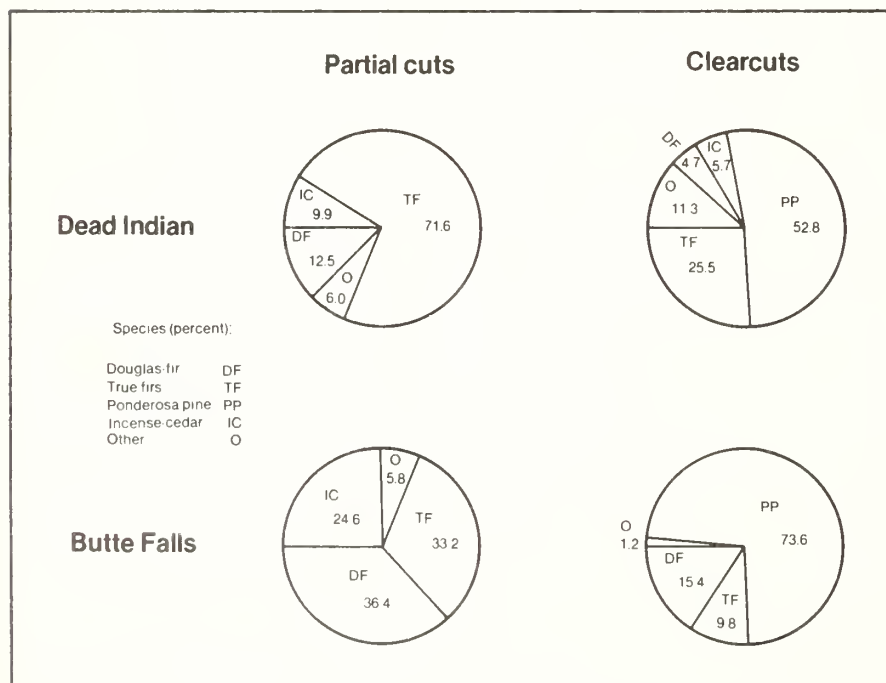 Partial cuts
Clearcuts
Dead Indian
TF
71.6
IC
9.9
DF
12.5
O
6.0
DF
4.7
IC
5.7
O
11.3
TF
25.5
PP
52.8
Species (percent):
Douglas-fir DF
True firs TF
Ponderosa pine PP
Incense-cedar IC
Other O
Butte Falls
O
5.8
IC
24.6
TF
33.2
DF
36.4
PP
73.6
O
1.2
DF
15.4
TF
9.8